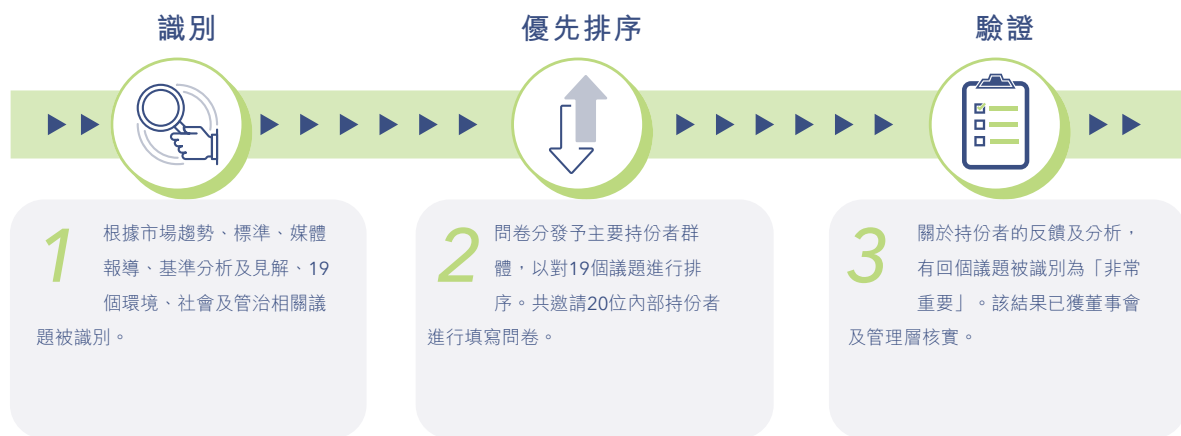 識別
優先排序
驗證
1
根據市場趨勢、標準、媒體
報導、基準分析及見解、19
個環境、社會及管治相關議
題被識別。
2
問卷分發予主要持份者群
體，以對19個議題進行排
序。共邀請20位內部持份者
進行填寫問卷。
3
關於持份者的反饋及分析，
有回個議題被識別為「非常
重要」。該結果已獲董事會
及管理層核實。